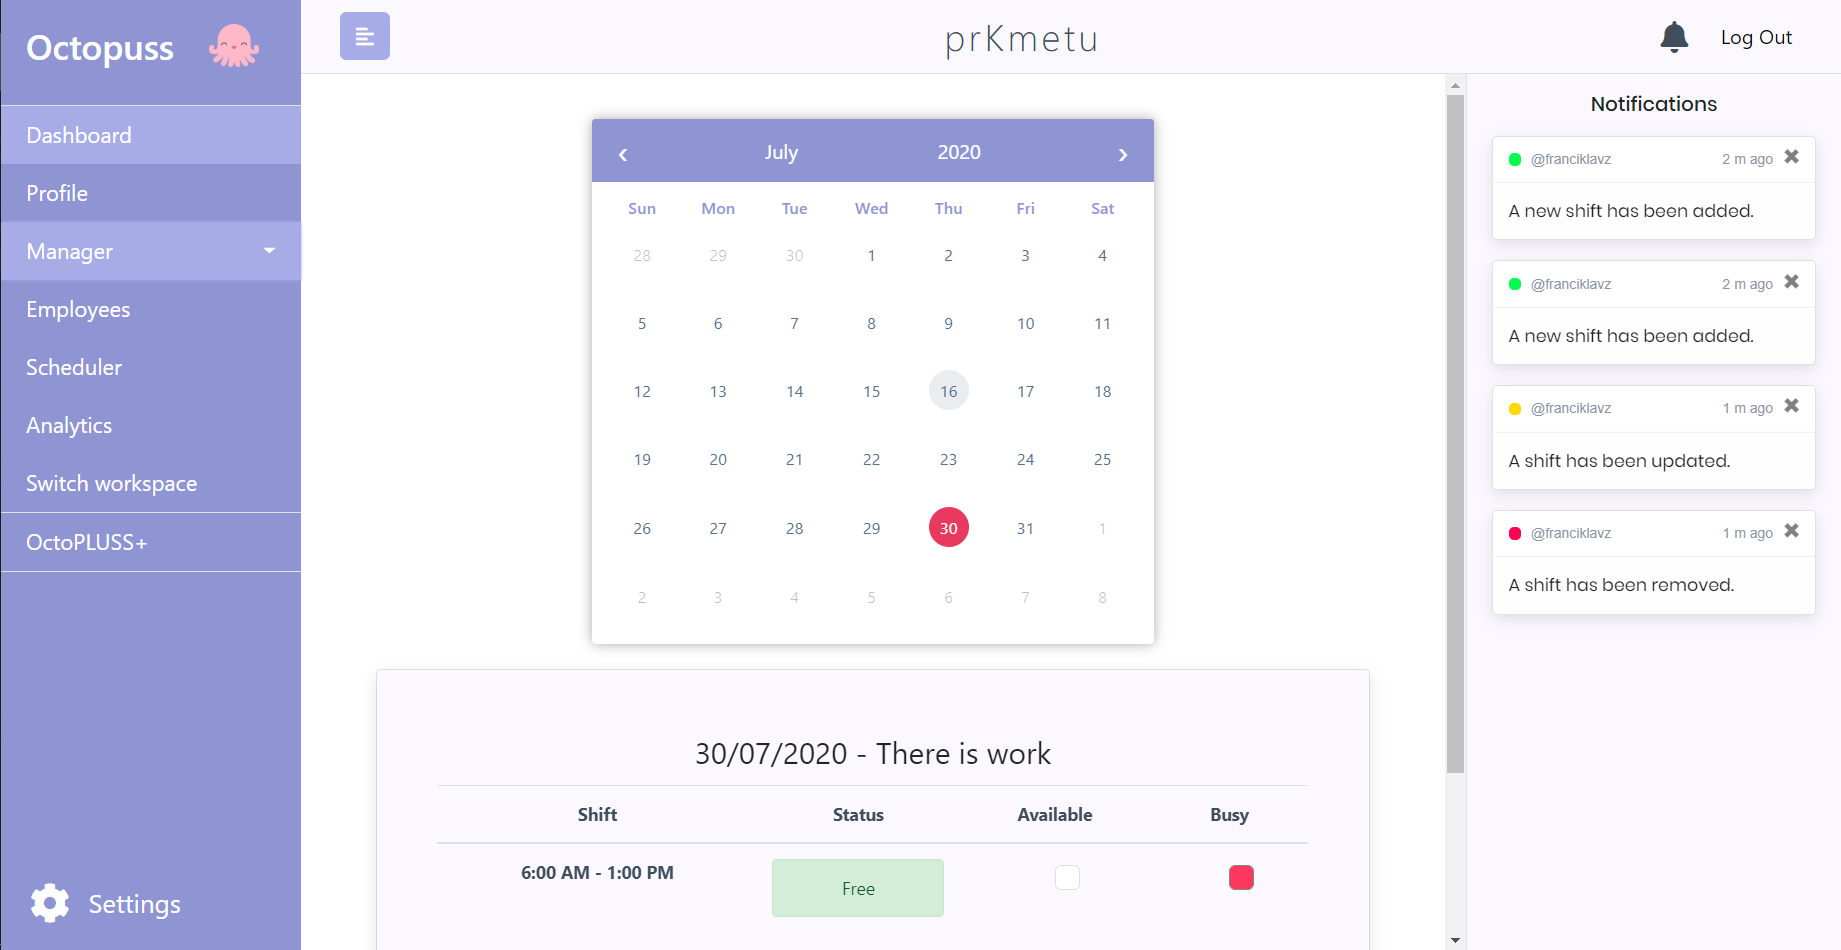 Octopuss
prKmetu
Log Out
Dashboard
Profile
Manager
Employees
Scheduler
Analytics
Switch workspace
OctoPLUSS+
Settings
‹ July 2020 ›
Sun Mon Tue Wed Thu Fri Sat
28 29 30 1 2 3 4
5 6 7 8 9 10 11
12 13 14 15 16 17 18
19 20 21 22 23 24 25
26 27 28 29 30 31 1
2 3 4 5 6 7 8
30/07/2020 - There is work
Shift Status Available Busy
6:00 AM - 1:00 PM Free
Notifications
@franciklavz 2 m ago
A new shift has been added.
@franciklavz 2 m ago
A new shift has been added.
@franciklavz 1 m ago
A shift has been updated.
@franciklavz 1 m ago
A shift has been removed.